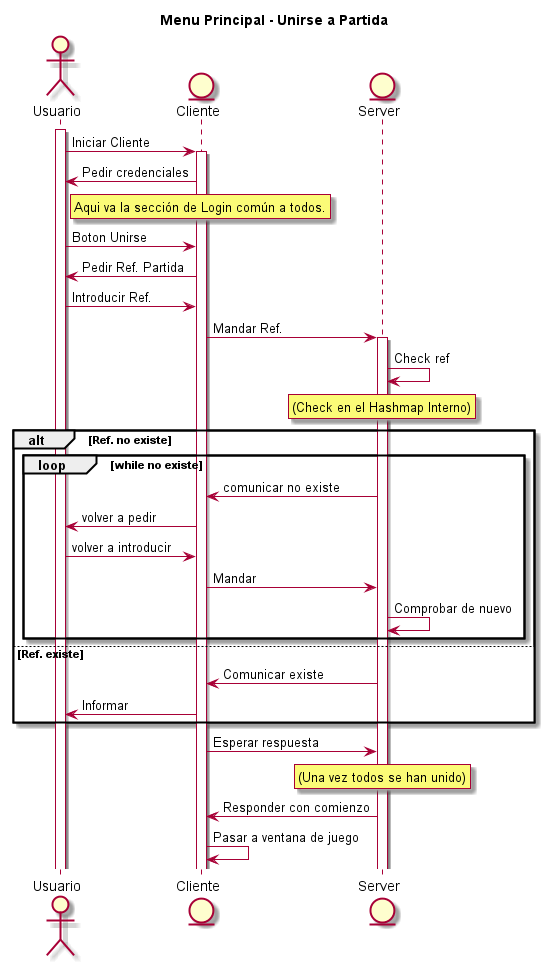 Menu Principal - Unirse a Partida
Usuario
Cliente
Server
Iniciar Cliente
Pedir credenciales
Aqui va la sección de Login común a todos.
Boton Unirse
Pedir Ref. Partida
Introducir Ref.
Mandar Ref.
Check ref
(Check en el Hashmap Interno)
alt [Ref. no existe]
loop [while no existe]
comunicar no existe
volver a pedir
volver a introducir
Mandar
Comprobar de nuevo
[Ref. existe]
Comunicar existe
Informar
Esperar respuesta
(Una vez todos se han unido)
Responder con comienzo
Pasar a ventana de juego
Usuario
Cliente
Server